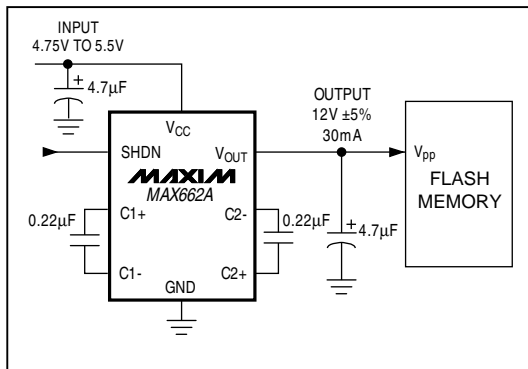 INPUT
4.75V TO 5.5V
4.7µF
VCC
OUTPUT
12V ±5%
30mA
SHDN
VOUT
Vpp
MAXIM
MAX662A
FLASH
MEMORY
C1+
C2-
0.22µF
0.22µF
4.7µF
C1-
C2+
GND